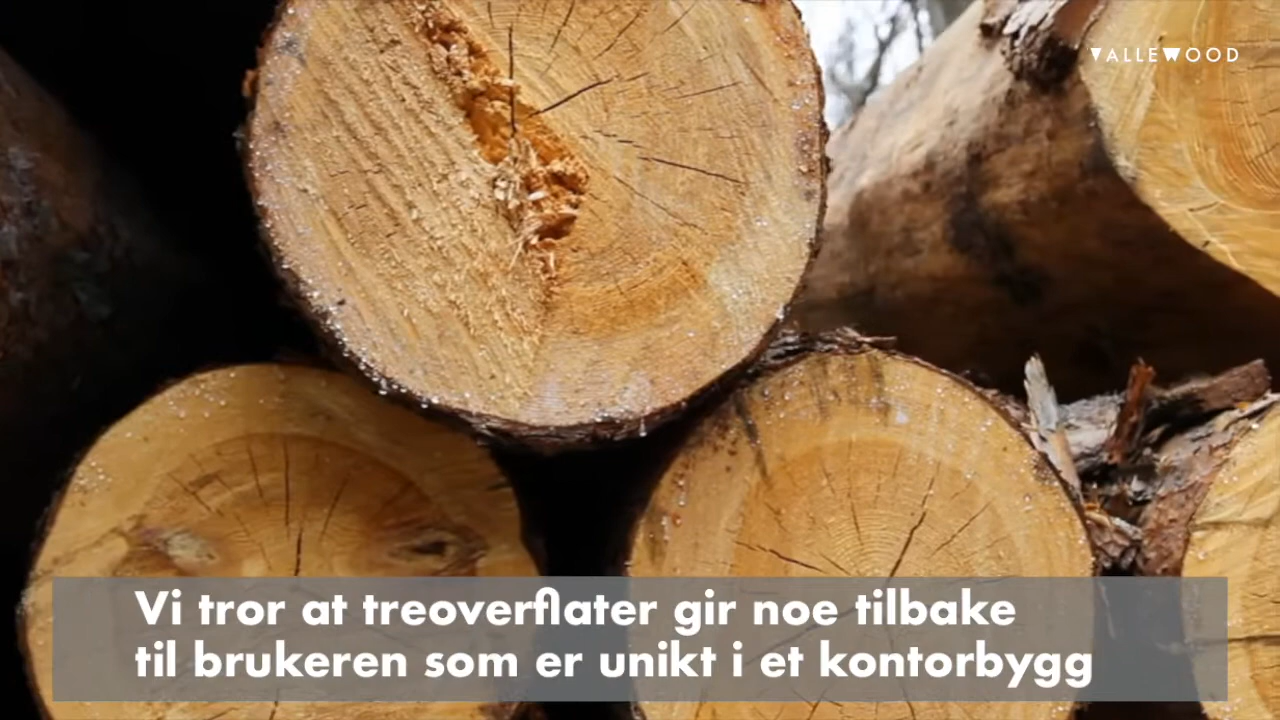 VALLEWOOD
Vi tror at treoverflater gir noe tilbake
til brukeren som er unikt i et kontorbygg